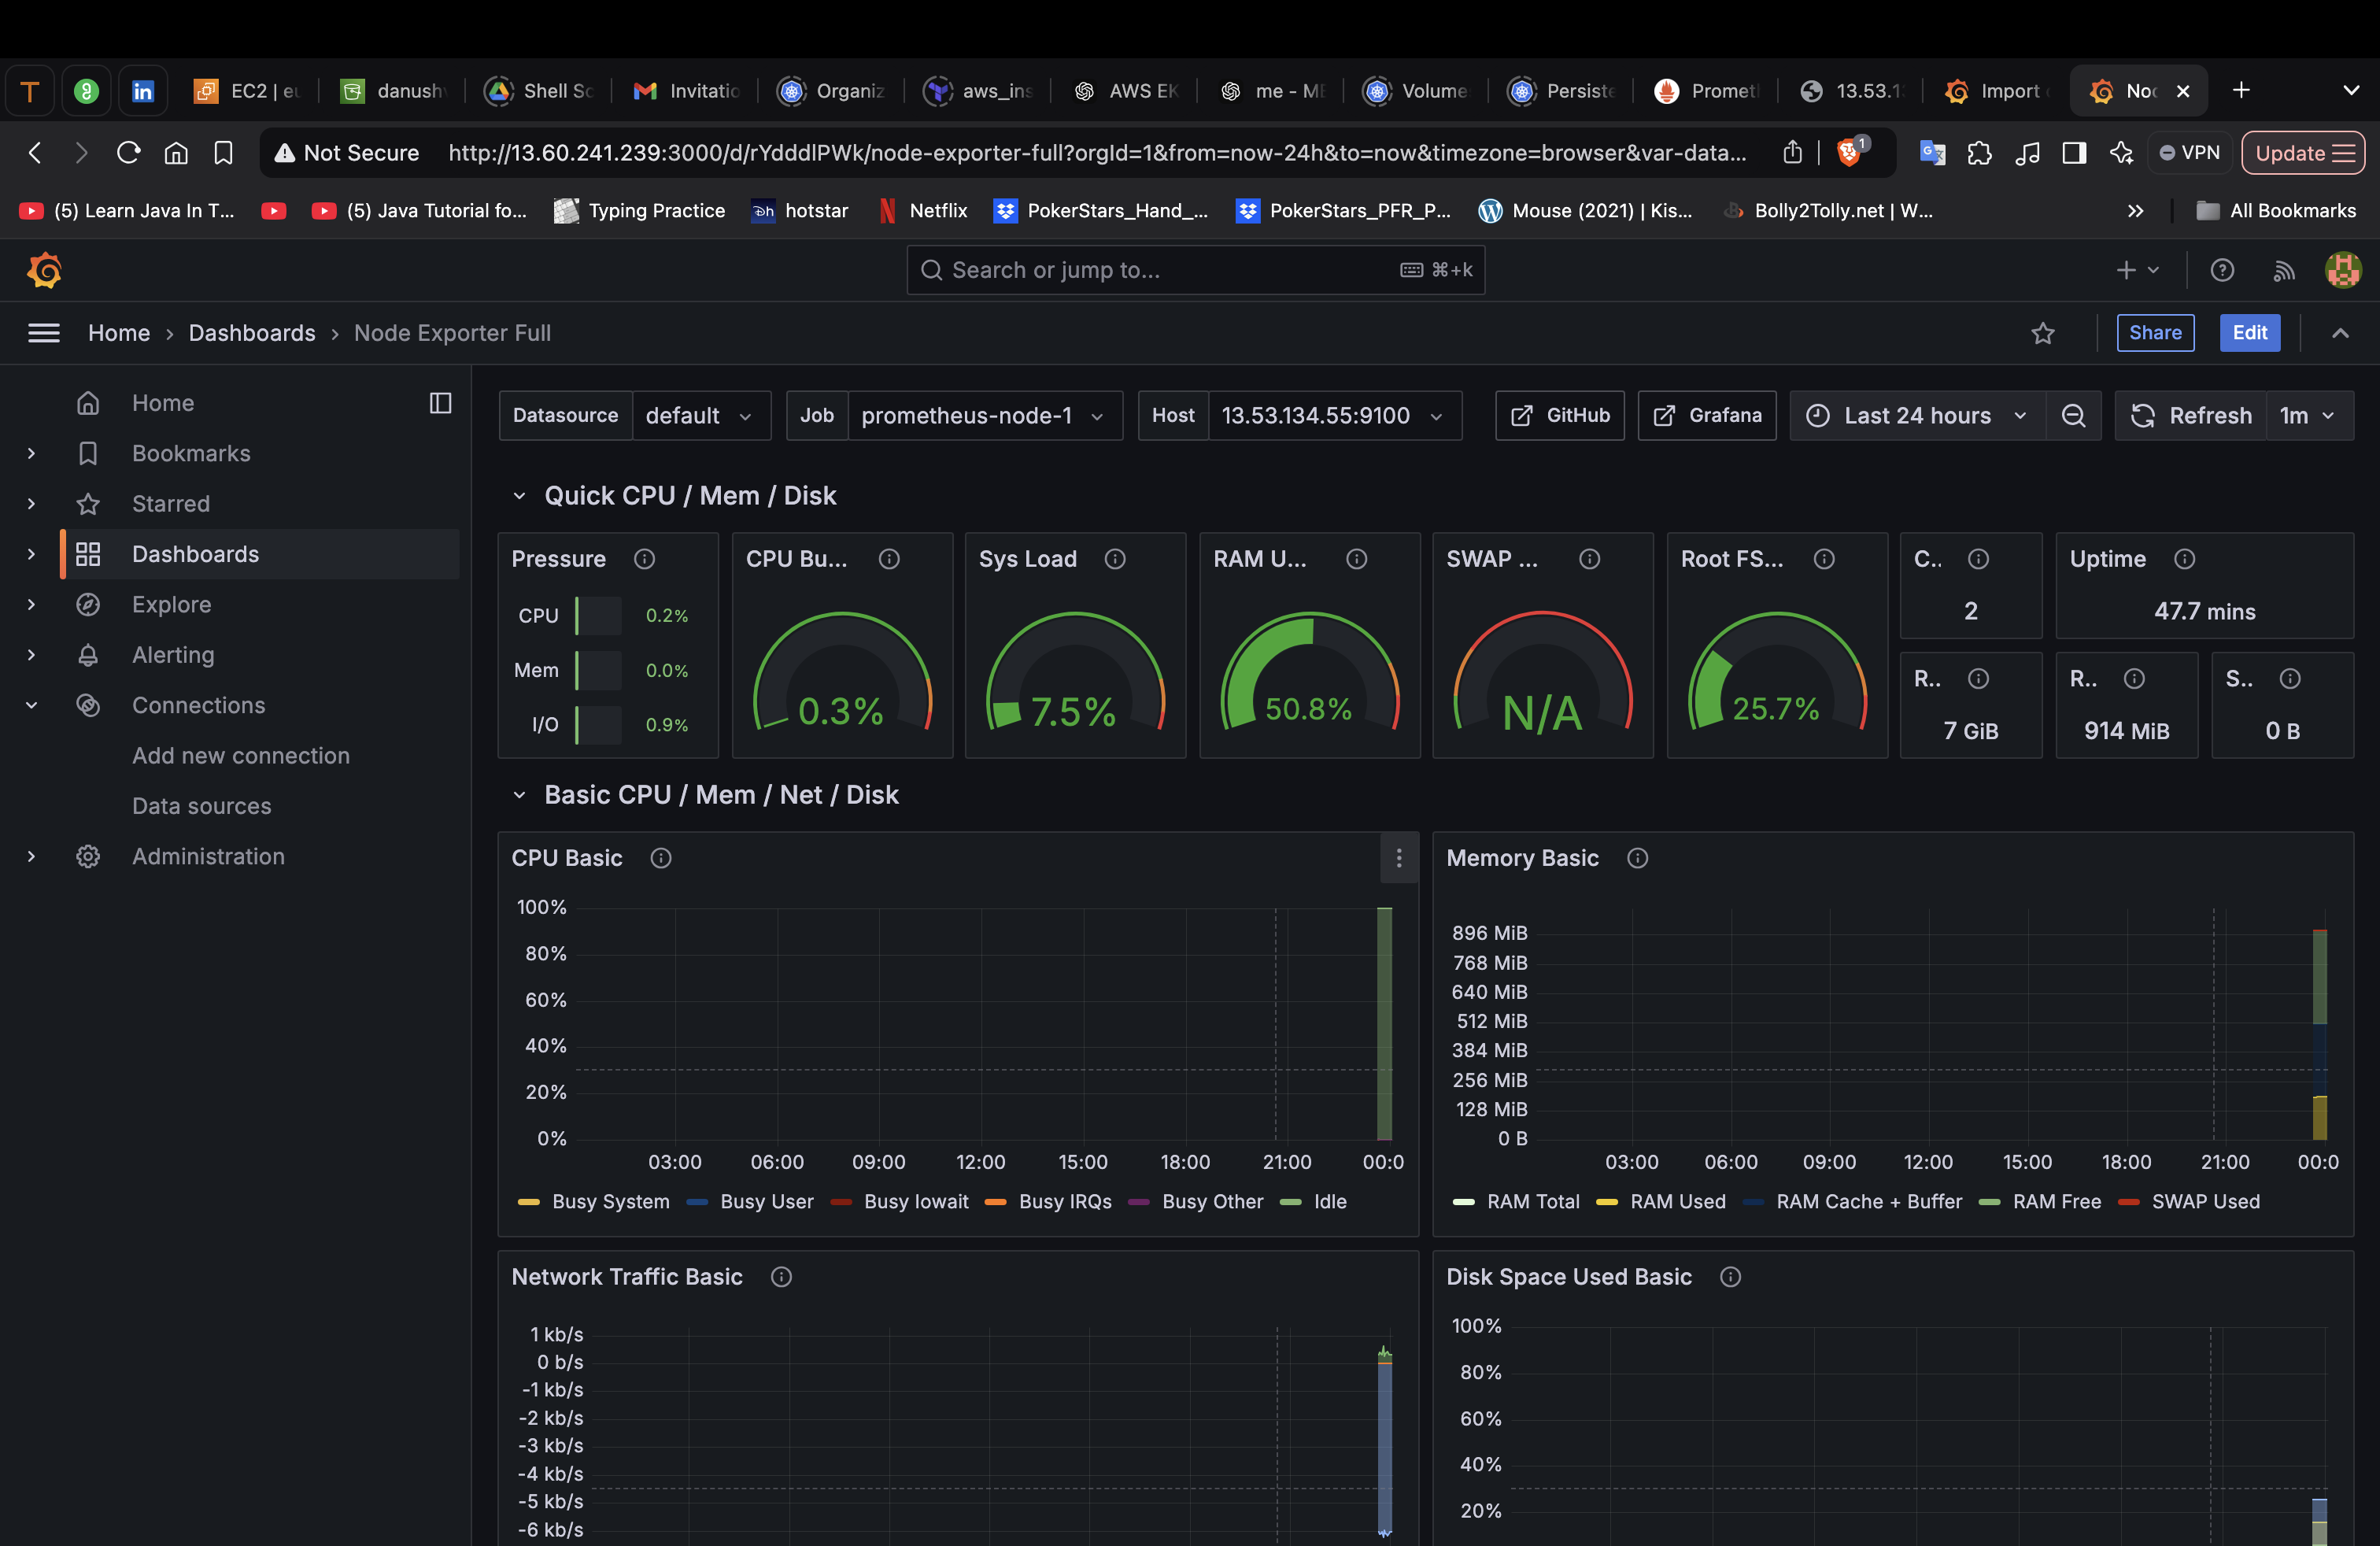 EC2 | eu
danush
Shell Sc
Invitatio
Organiz
aws_ins
AWS EK
me - ME
Volume
Persiste
Promet
13.53.13
Import
Noc
Not Secure
http://13.60.241.239:3000/d/rYdddlPWk/node-exporter-full?orgId=1&from=now-24h&to=now&timezone=browser&var-data...
1
VPN
Update
(5) Learn Java In T...
(5) Java Tutorial fo...
Typing Practice
hotstar
Netflix
PokerStars_Hand_...
PokerStars_PFR_P...
Mouse (2021) | Kis...
Bolly2Tolly.net | W...
All Bookmarks
Search or jump to...
⌘+k
Home › Dashboards › Node Exporter Full
Share
Edit
Home
Bookmarks
Starred
Dashboards
Explore
Alerting
Connections
Add new connection
Data sources
Administration
Datasource default
Job prometheus-node-1
Host 13.53.134.55:9100
GitHub
Grafana
Last 24 hours
Refresh 1m
Quick CPU / Mem / Disk
Pressure
CPU 0.2%
Mem 0.0%
I/O 0.9%
CPU Bu...
0.3%
Sys Load
7.5%
RAM U...
50.8%
SWAP ...
N/A
Root FS...
25.7%
C..
2
Uptime
47.7 mins
R..
7 GiB
R..
914 MiB
S..
0 B
Basic CPU / Mem / Net / Disk
CPU Basic
100%
80%
60%
40%
20%
0%
03:00 06:00 09:00 12:00 15:00 18:00 21:00 00:0
Busy System Busy User Busy Iowait Busy IRQs Busy Other Idle
Memory Basic
896 MiB
768 MiB
640 MiB
512 MiB
384 MiB
256 MiB
128 MiB
0 B
03:00 06:00 09:00 12:00 15:00 18:00 21:00 00:0
RAM Total RAM Used RAM Cache + Buffer RAM Free SWAP Used
Network Traffic Basic
1 kb/s
0 b/s
-1 kb/s
-2 kb/s
-3 kb/s
-4 kb/s
-5 kb/s
-6 kb/s
Disk Space Used Basic
100%
80%
60%
40%
20%